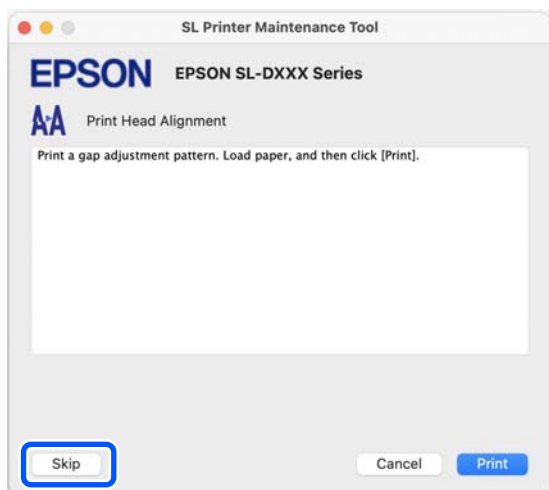 SL Printer Maintenance Tool
EPSON EPSON SL-DXXX Series
Print Head Alignment
Print a gap adjustment pattern. Load paper, and then click [Print].
Skip Cancel Print